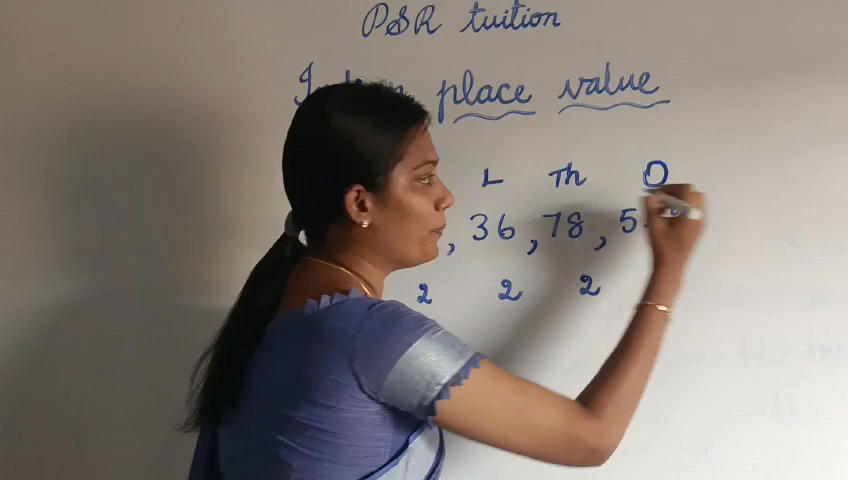 PSR tuition
place value
L Th O
, 36, 78, 5
2 2 2